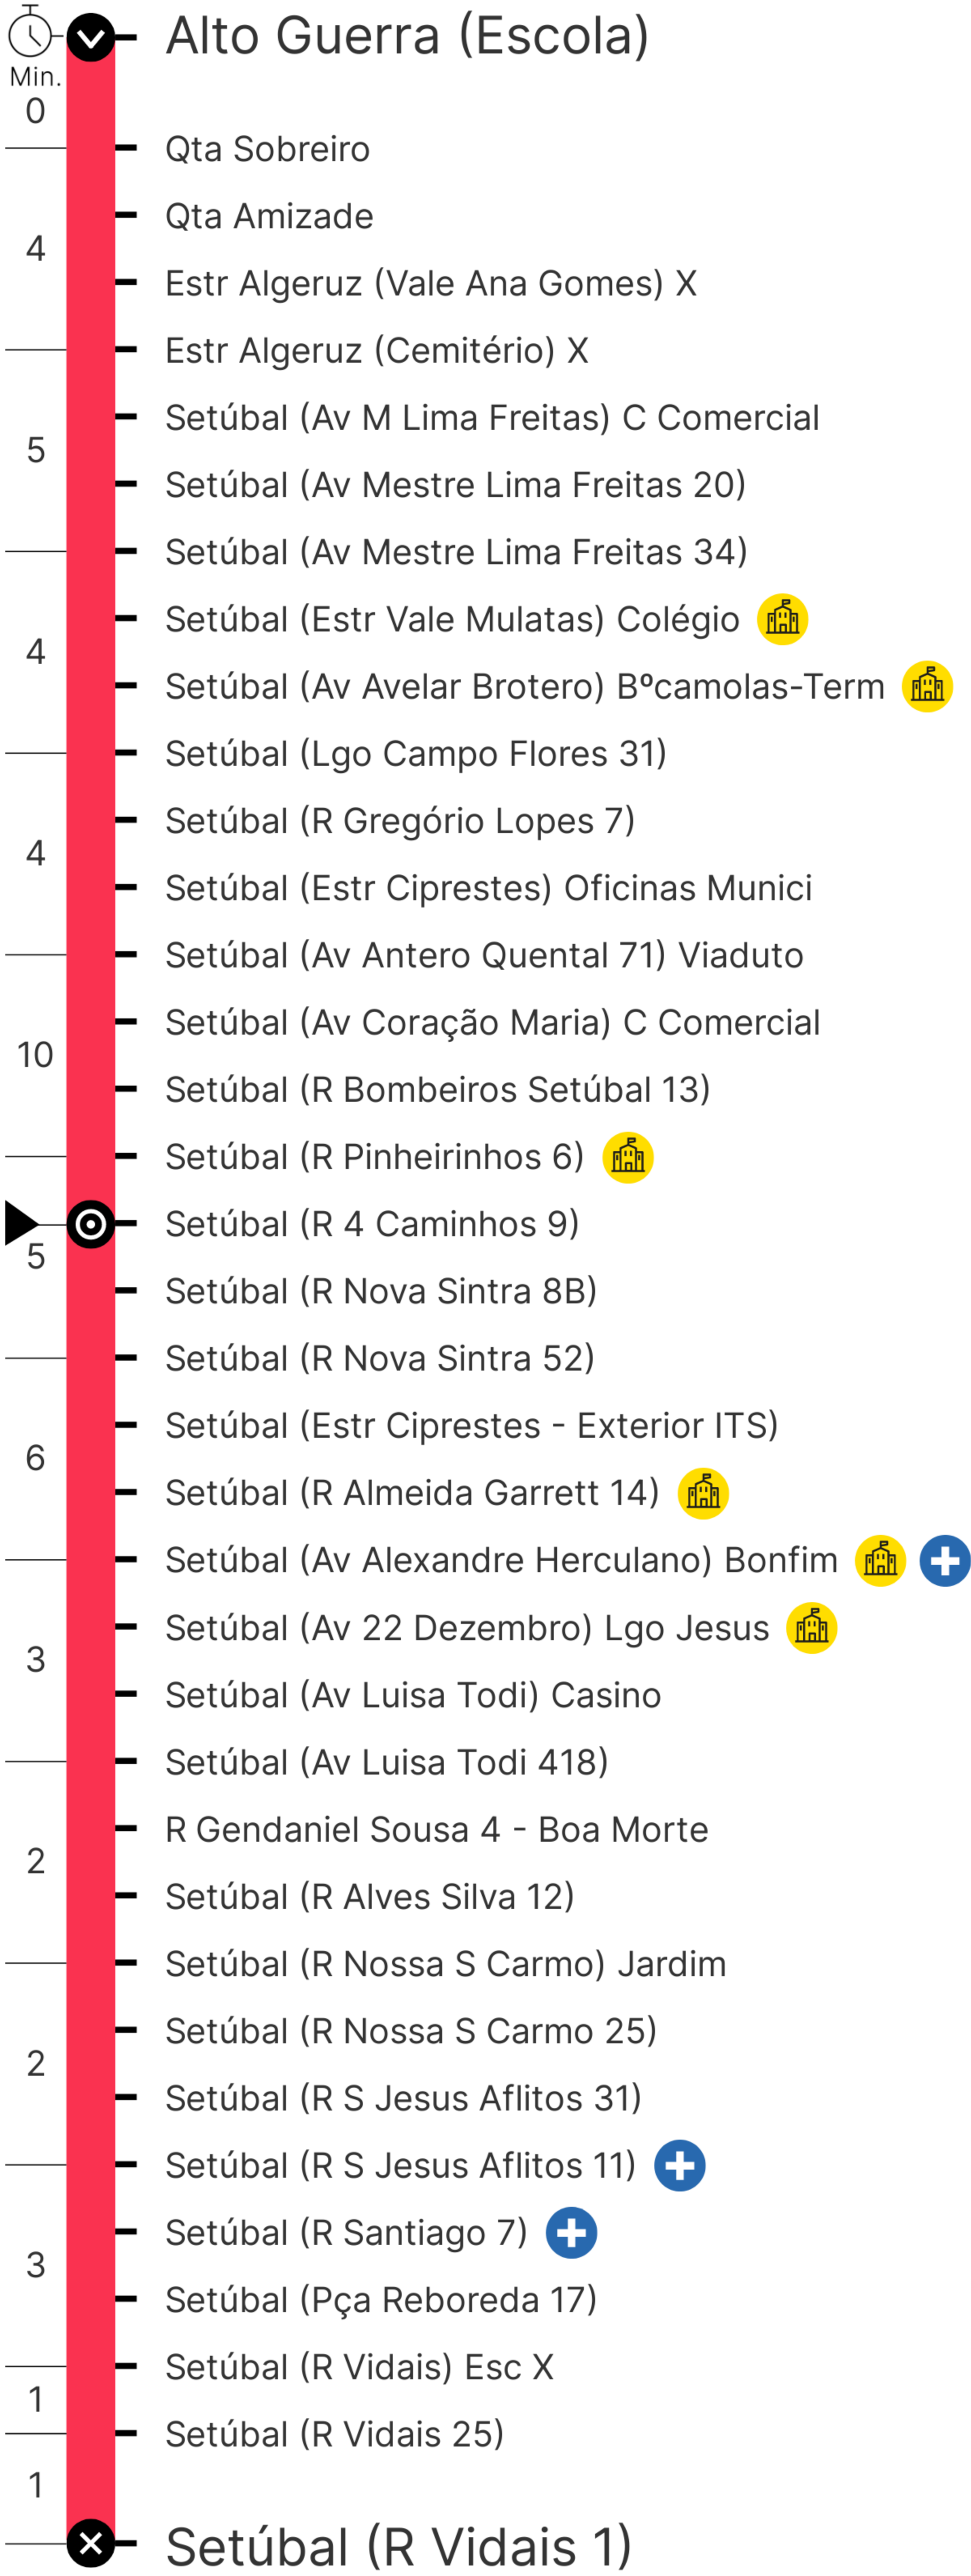 Alto Guerra (Escola)
Min.
0
Qta Sobreiro
Qta Amizade
4
Estr Algeruz (Vale Ana Gomes) X
Estr Algeruz (Cemitério) X
Setúbal (Av M Lima Freitas) C Comercial
5
Setúbal (Av Mestre Lima Freitas 20)
Setúbal (Av Mestre Lima Freitas 34)
Setúbal (Estr Vale Mulatas) Colégio
4
Setúbal (Av Avelar Brotero) Bºcamolas-Term
Setúbal (Lgo Campo Flores 31)
Setúbal (R Gregório Lopes 7)
4
Setúbal (Estr Ciprestes) Oficinas Munici
Setúbal (Av Antero Quental 71) Viaduto
Setúbal (Av Coração Maria) C Comercial
10
Setúbal (R Bombeiros Setúbal 13)
Setúbal (R Pinheirinhos 6)
Setúbal (R 4 Caminhos 9)
5
Setúbal (R Nova Sintra 8B)
Setúbal (R Nova Sintra 52)
Setúbal (Estr Ciprestes - Exterior ITS)
6
Setúbal (R Almeida Garrett 14)
Setúbal (Av Alexandre Herculano) Bonfim
Setúbal (Av 22 Dezembro) Lgo Jesus
3
Setúbal (Av Luisa Todi) Casino
Setúbal (Av Luisa Todi 418)
R Gendaniel Sousa 4 - Boa Morte
2
Setúbal (R Alves Silva 12)
Setúbal (R Nossa S Carmo) Jardim
Setúbal (R Nossa S Carmo 25)
2
Setúbal (R S Jesus Aflitos 31)
Setúbal (R S Jesus Aflitos 11)
Setúbal (R Santiago 7)
3
Setúbal (Pça Reboreda 17)
Setúbal (R Vidais) Esc X
1
Setúbal (R Vidais 25)
1
Setúbal (R Vidais 1)